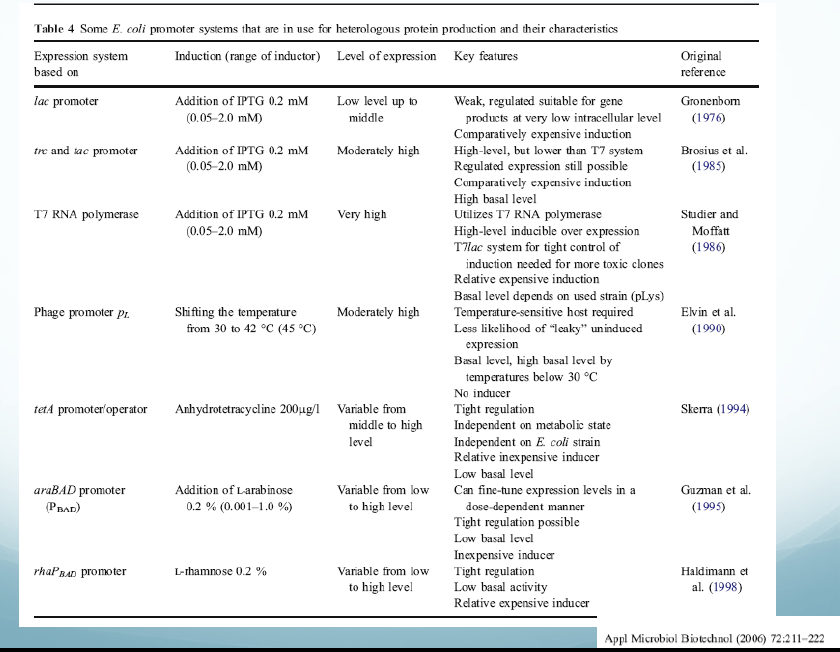 Table 4 Some E. coli promoter systems that are in use for heterologous protein production and their characteristics
Expression system based on Induction (range of inductor) Level of expression Key features Original reference
lac promoter Addition of IPTG 0.2 mM Low level up to Weak, regulated suitable for gene Gronenborn
(0.05–2.0 mM) middle products at very low intracellular level (1976)
Comparatively expensive induction
trc and tac promoter Addition of IPTG 0.2 mM Moderately high High-level, but lower than T7 system Brosius et al.
(0.05–2.0 mM) Regulated expression still possible (1985)
Comparatively expensive induction
High basal level
T7 RNA polymerase Addition of IPTG 0.2 mM Very high Utilizes T7 RNA polymerase Studier and
(0.05–2.0 mM) High-level inducible over expression Moffatt
T7lac system for tight control of (1986)
induction needed for more toxic clones
Relative expensive induction
Basal level depends on used strain (pLys)
Phage promoter pL Shifting the temperature Moderately high Temperature-sensitive host required Elvin et al.
from 30 to 42 °C (45 °C) Less likelihood of “leaky” uninduced (1990)
expression
Basal level, high basal level by
temperatures below 30 °C
No inducer
tetA promoter/operator Anhydrotetracycline 200µg/l Variable from Tight regulation Skerra (1994)
middle to high Independent on metabolic state
level Independent on E. coli strain
Relative inexpensive inducer
Low basal level
araBAD promoter Addition of L-arabinose Variable from low Can fine-tune expression levels in a Guzman et al.
(PBAD) 0.2 % (0.001–1.0 %) to high level dose-dependent manner (1995)
Tight regulation possible
Low basal level
Inexpensive inducer
rhaPBAD promoter L-rhamnose 0.2 % Variable from low Tight regulation Haldimann et
to high level Low basal activity al. (1998)
Relative expensive inducer
Appl Microbiol Biotechnol (2006) 72:211–222